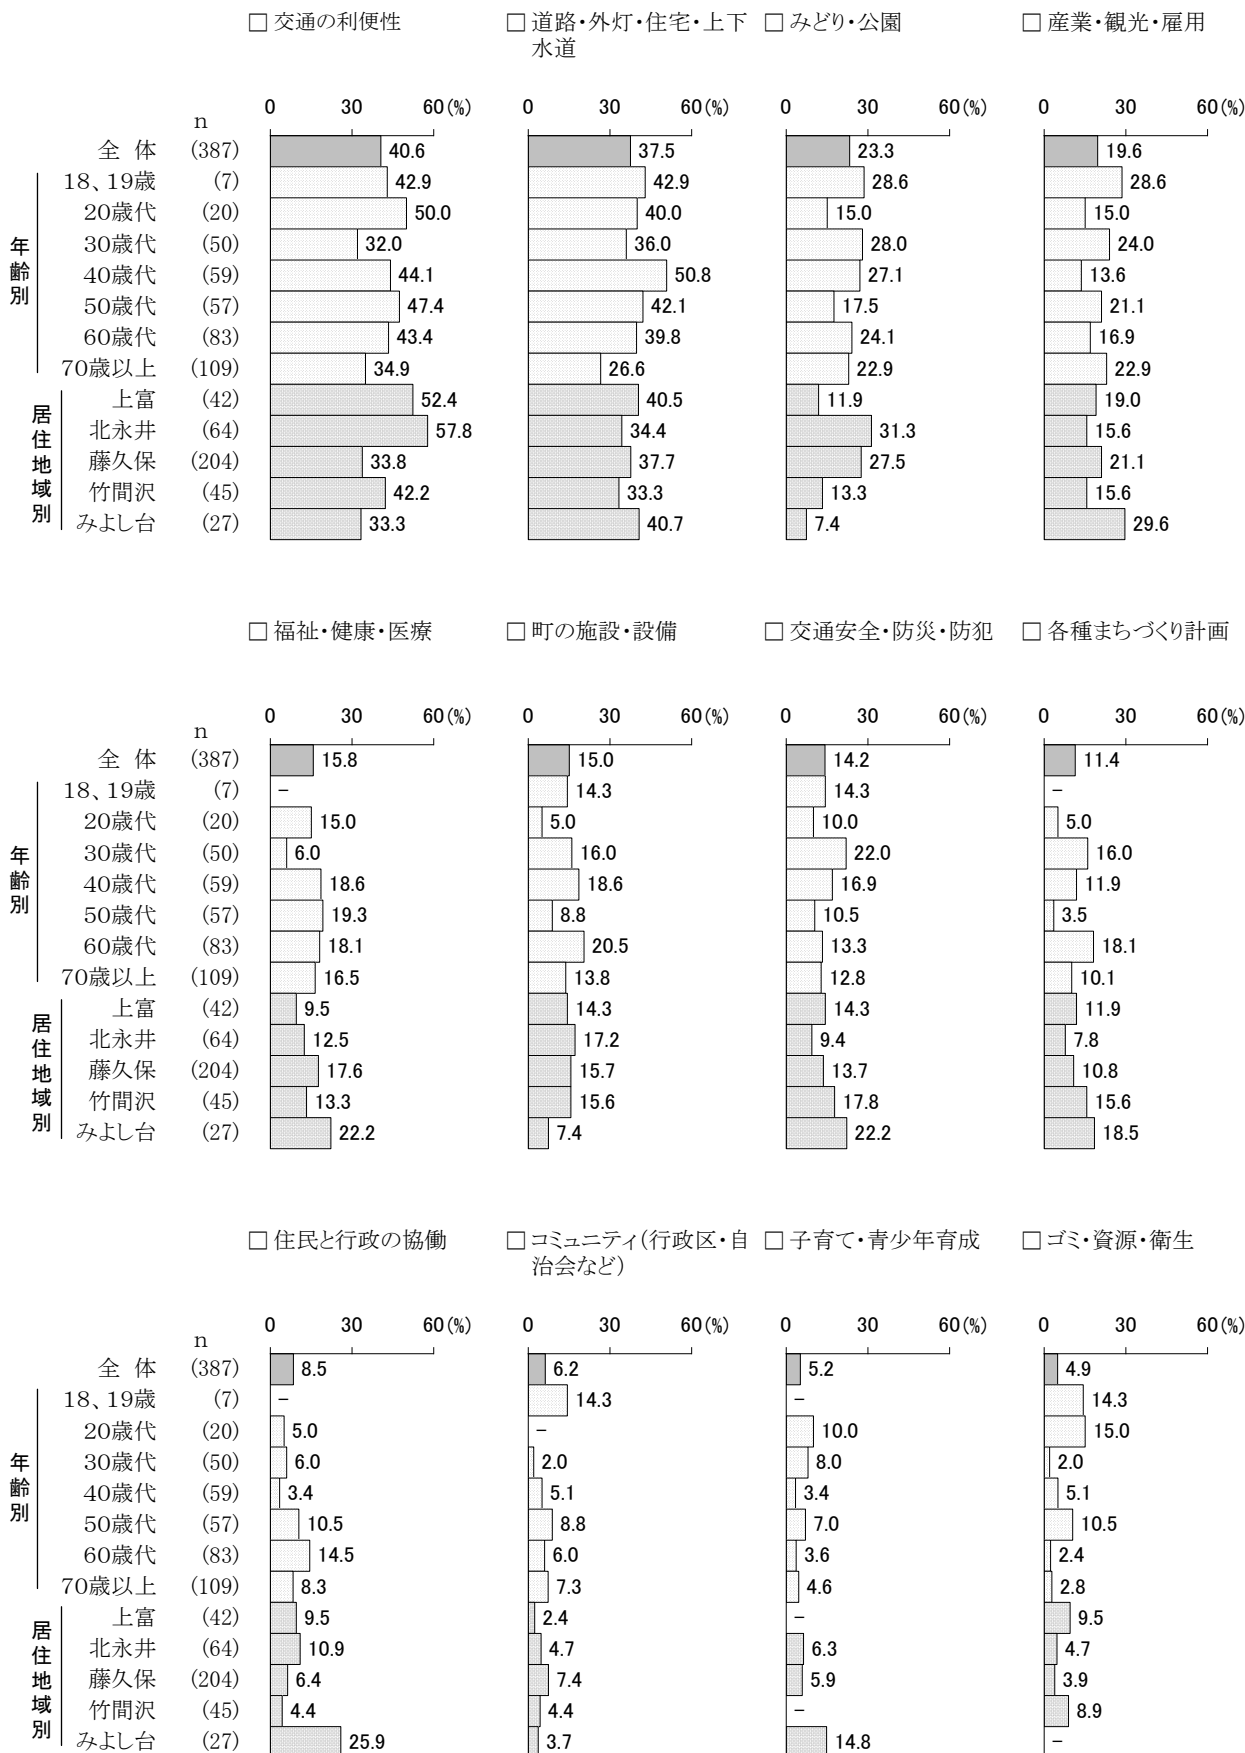 □ 交通の利便性 □ 道路・外灯・住宅・上下 □ みどり・公園 □ 産業・観光・雇用
水道
0 30 60(%) 0 30 60(%) 0 30 60(%) 0 30 60(%)
n
全 体 (387) 40.6 37.5 23.3 19.6
18、19歳 (7) 42.9 42.9 28.6 28.6
20歳代 (20) 50.0 40.0 15.0 15.0
年齢別
30歳代 (50) 32.0 36.0 28.0 24.0
40歳代 (59) 44.1 50.8 27.1 13.6
50歳代 (57) 47.4 42.1 17.5 21.1
60歳代 (83) 43.4 39.8 24.1 16.9
70歳以上 (109) 34.9 26.6 22.9 22.9
居住地域別
上富 (42) 52.4 40.5 11.9 19.0
北永井 (64) 57.8 34.4 31.3 15.6
藤久保 (204) 33.8 37.7 27.5 21.1
竹間沢 (45) 42.2 33.3 13.3 15.6
みよし台 (27) 33.3 40.7 7.4 29.6
□ 福祉・健康・医療 □ 町の施設・設備 □ 交通安全・防災・防犯 □ 各種まちづくり計画
0 30 60(%) 0 30 60(%) 0 30 60(%) 0 30 60(%)
n
全 体 (387) 15.8 15.0 14.2 11.4
18、19歳 (7) − 14.3 14.3 −
20歳代 (20) 15.0 5.0 10.0 5.0
年齢別
30歳代 (50) 6.0 16.0 22.0 16.0
40歳代 (59) 18.6 18.6 16.9 11.9
50歳代 (57) 19.3 8.8 10.5 3.5
60歳代 (83) 18.1 20.5 13.3 18.1
70歳以上 (109) 16.5 13.8 12.8 10.1
居住地域別
上富 (42) 9.5 14.3 14.3 11.9
北永井 (64) 12.5 17.2 9.4 7.8
藤久保 (204) 17.6 15.7 13.7 10.8
竹間沢 (45) 13.3 15.6 17.8 15.6
みよし台 (27) 22.2 7.4 22.2 18.5
□ 住民と行政の協働 □ コミュニティ(行政区・自 □ 子育て・青少年育成 □ ゴミ・資源・衛生
治会など)
0 30 60(%) 0 30 60(%) 0 30 60(%) 0 30 60(%)
n
全 体 (387) 8.5 6.2 5.2 4.9
18、19歳 (7) − 14.3 − 14.3
20歳代 (20) 5.0 − 10.0 15.0
年齢別
30歳代 (50) 6.0 2.0 8.0 2.0
40歳代 (59) 3.4 5.1 3.4 5.1
50歳代 (57) 10.5 8.8 7.0 10.5
60歳代 (83) 14.5 6.0 3.6 2.4
70歳以上 (109) 8.3 7.3 4.6 2.8
居住地域別
上富 (42) 9.5 2.4 − 9.5
北永井 (64) 10.9 4.7 6.3 4.7
藤久保 (204) 6.4 7.4 5.9 3.9
竹間沢 (45) 4.4 4.4 − 8.9
みよし台 (27) 25.9 3.7 14.8 −